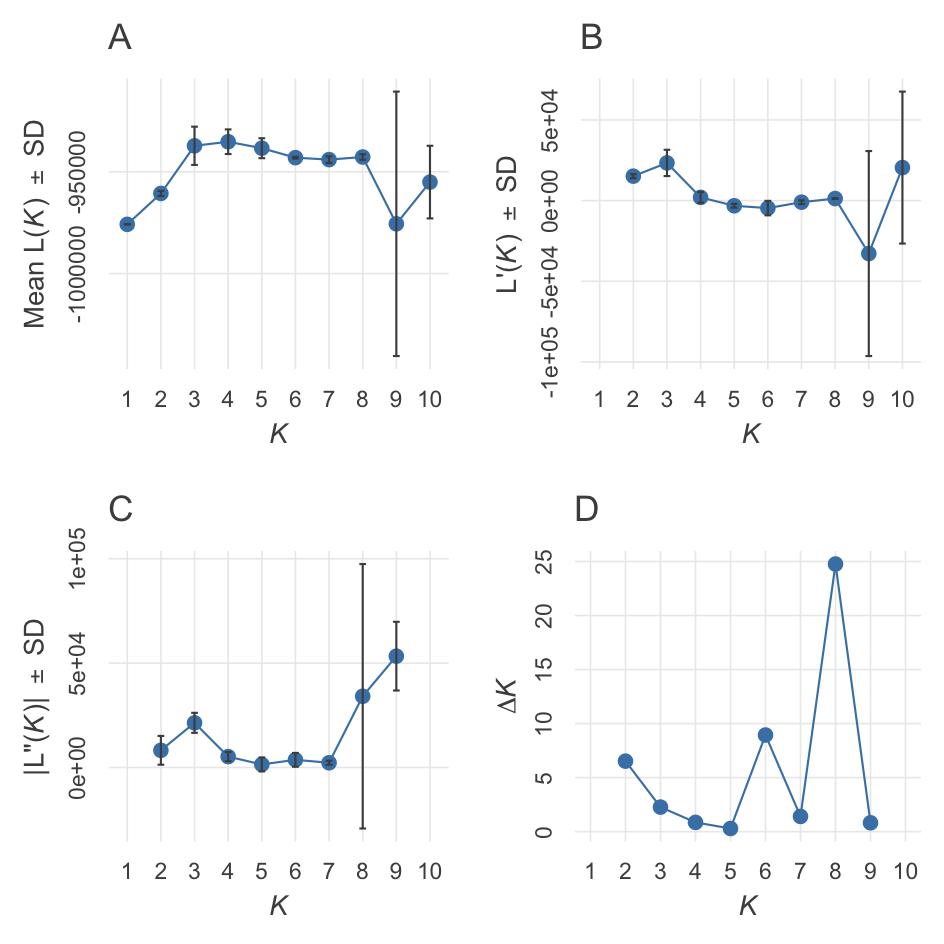 A
Mean L(K) ± SD
-950000
-1000000
1 2 3 4 5 6 7 8 9 10
K
B
L'(K) ± SD
5e+04
0e+00
-5e+04
-1e+05
1 2 3 4 5 6 7 8 9 10
K
C
|L"(K)| ± SD
1e+05
5e+04
0e+00
1 2 3 4 5 6 7 8 9 10
K
D
ΔK
25
20
15
10
5
0
1 2 3 4 5 6 7 8 9 10
K